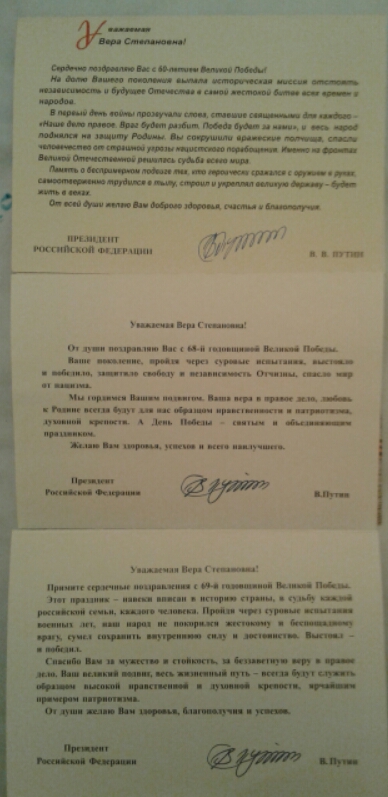 Уважаемая
Вера Степановна!
Сердечно поздравляю Вас с 60-летием Великой Победы!
На долю Вашего поколения выпала историческая миссия отстоять
независимость и будущее Отечества в самой жестокой битве всех времен и
народов.
В первый день войны прозвучали слова, ставшие священными для каждого –
«Наше дело правое. Враг будет разбит. Победа будет за нами», и весь народ
поднялся на защиту Родины. Вы сокрушили вражеские полчища, спасли
человечество от страшной угрозы нацистского порабощения. Именно на фронтах
Великой Отечественной решилась судьба всего мира.
Память о беспримерном подвиге тех, кто героически сражался с оружием в руках,
самоотверженно трудился в тылу, строил и укреплял великую державу – будет
жить в веках.
От всей души желаю Вам доброго здоровья, счастья и благополучия.
ПРЕЗИДЕНТ
РОССИЙСКОЙ ФЕДЕРАЦИИ
В. В. ПУТИН
Уважаемая Вера Степановна!
От души поздравляю Вас с 68-й годовщиной Великой Победы.
Ваше поколение, пройдя через суровые испытания, выстояло
и победило, защитило свободу и независимость Отчизны, спасло мир
от нацизма.
Мы гордимся Вашим подвигом. Ваша вера в правое дело, любовь
к Родине всегда будут для нас образцом нравственности и патриотизма,
духовной крепости. А День Победы – святым и объединяющим
праздником.
Желаю Вам здоровья, успехов и всего наилучшего.
Президент
Российской Федерации
В.Путин
Уважаемая Вера Степановна!
Примите сердечные поздравления с 69-й годовщиной Великой Победы.
Этот праздник – навеки вписан в историю страны, в судьбу каждой
российской семьи, каждого человека. Пройдя через суровые испытания
военных лет, наш народ не покорился жестокому и беспощадному
врагу, сумел сохранить внутреннюю силу и достоинство. Выстоял –
и победил.
Спасибо Вам за мужество и стойкость, за беззаветную веру в правое
дело. Ваш великий подвиг, весь жизненный путь – всегда будут служить
образцом высокой нравственной и духовной крепости, ярчайшим
примером патриотизма.
От души желаю Вам здоровья, благополучия и успехов.
Президент
Российской Федерации
В.Путин